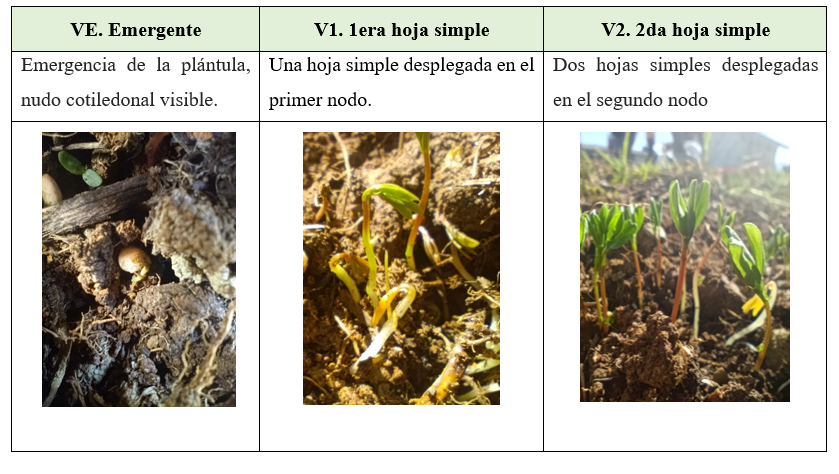 VE. Emergente
V1. 1era hoja simple
V2. 2da hoja simple
Emergencia de la plántula,
nudo cotiledonal visible.
Una hoja simple desplegada en el
primer nodo.
Dos hojas simples desplegadas
en el segundo nodo